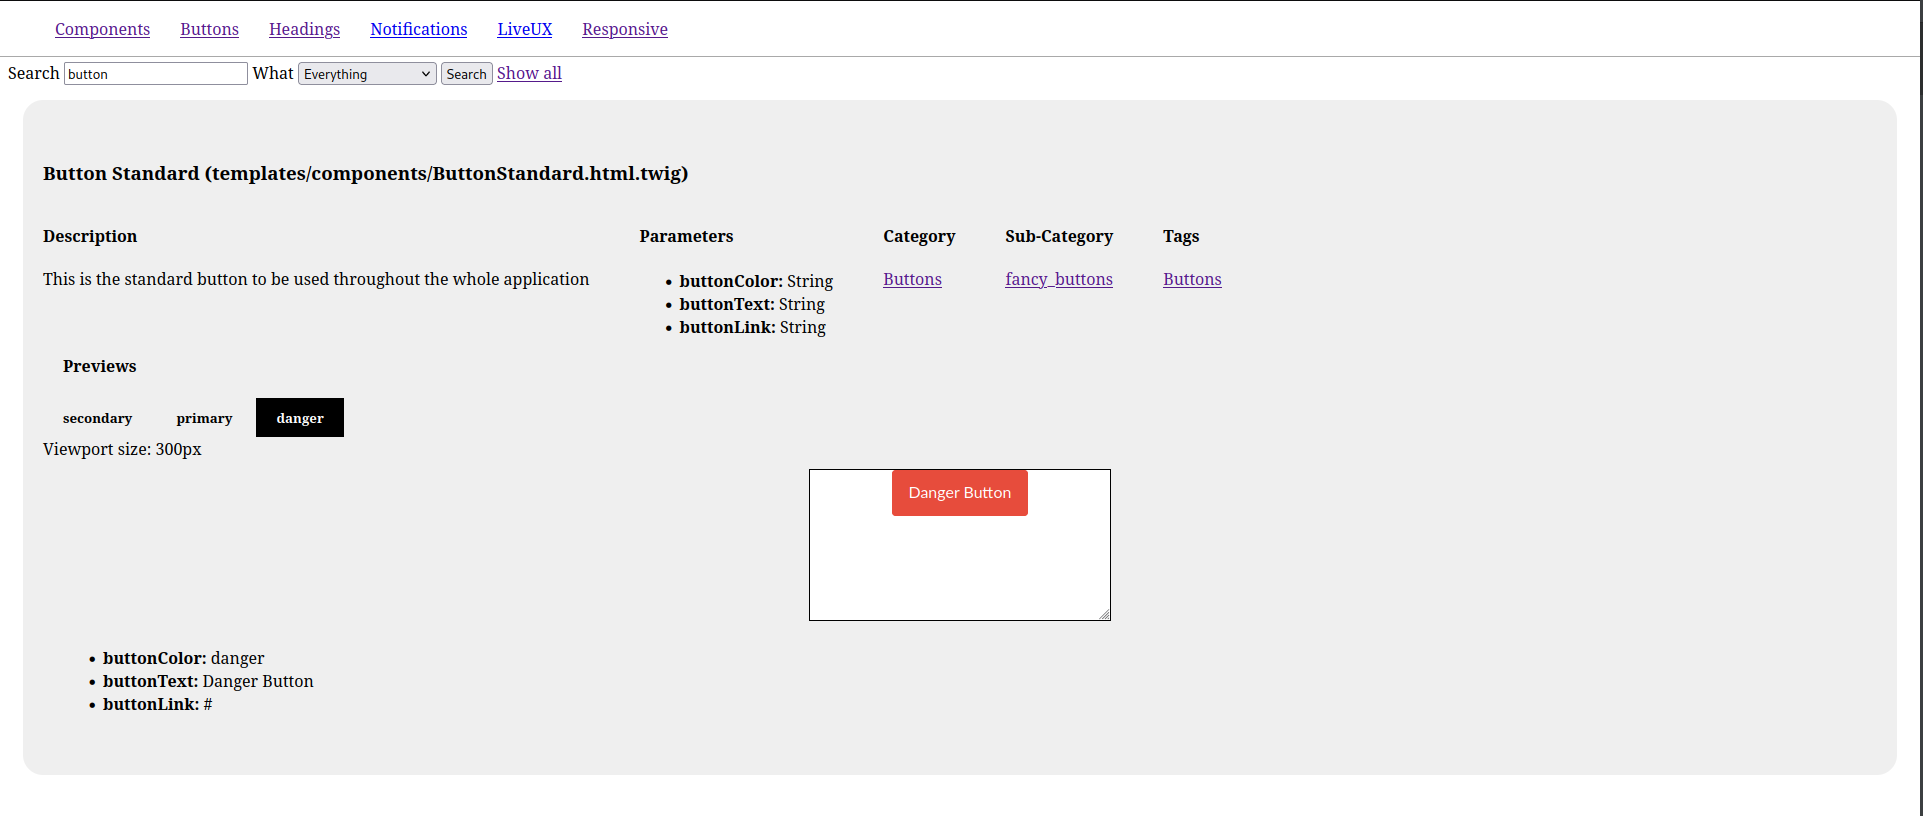 Components Buttons Headings Notifications LiveUX Responsive
Search button What Everything Search Show all
Button Standard (templates/components/ButtonStandard.html.twig)
Description Parameters Category Sub-Category Tags
This is the standard button to be used throughout the whole application
buttonColor: String
buttonText: String
buttonLink: String
Buttons fancy_buttons Buttons
Previews
secondary primary danger
Viewport size: 300px
Danger Button
buttonColor: danger
buttonText: Danger Button
buttonLink: #